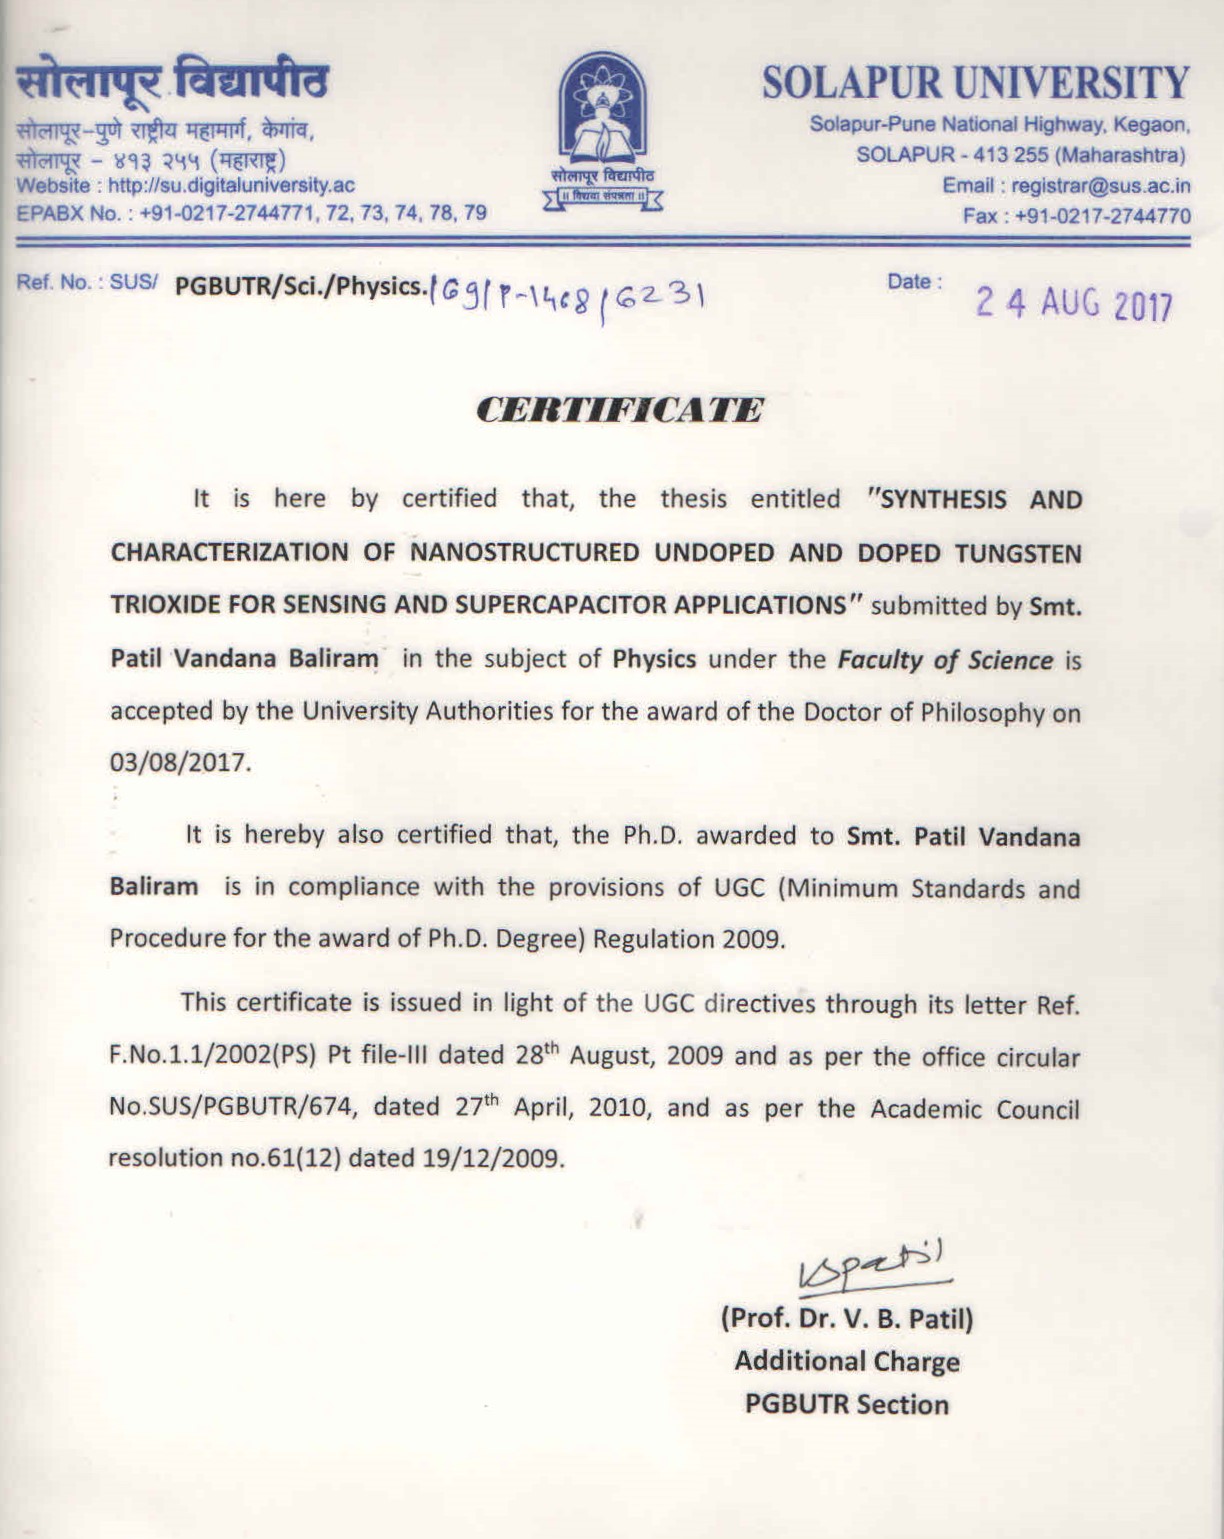 सोलापूर विद्यापीठ
सोलापूर-पुणे राष्ट्रीय महामार्ग, केगांव,
सोलापूर - ४१३ २५५ (महाराष्ट्र)
Website : http://su.digitaluniversity.ac
EPABX No. : +91-0217-2744771, 72, 73, 74, 78, 79
सोलापूर विद्यापीठ
॥ विद्यया संपन्नता ॥
SOLAPUR UNIVERSITY
Solapur-Pune National Highway, Kegaon,
SOLAPUR - 413 255 (Maharashtra)
Email : registrar@sus.ac.in
Fax : +91-0217-2744770
Ref. No. : SUS/ PGBUTR/Sci./Physics./69/P-1408/6231
Date : 24 AUG 2017
CERTIFICATE
It is here by certified that, the thesis entitled "SYNTHESIS AND
CHARACTERIZATION OF NANOSTRUCTURED UNDOPED AND DOPED TUNGSTEN
TRIOXIDE FOR SENSING AND SUPERCAPACITOR APPLICATIONS" submitted by Smt.
Patil Vandana Baliram in the subject of Physics under the Faculty of Science is
accepted by the University Authorities for the award of the Doctor of Philosophy on
03/08/2017.
It is hereby also certified that, the Ph.D. awarded to Smt. Patil Vandana
Baliram is in compliance with the provisions of UGC (Minimum Standards and
Procedure for the award of Ph.D. Degree) Regulation 2009.
This certificate is issued in light of the UGC directives through its letter Ref.
F.No.1.1/2002(PS) Pt file-III dated 28th August, 2009 and as per the office circular
No.SUS/PGBUTR/674, dated 27th April, 2010, and as per the Academic Council
resolution no.61(12) dated 19/12/2009.
VBPatil
(Prof. Dr. V. B. Patil)
Additional Charge
PGBUTR Section